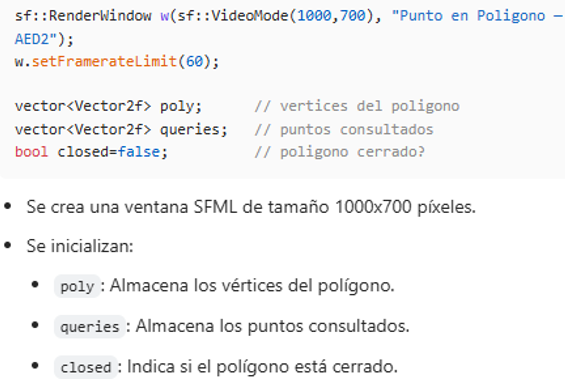 sf::RenderWindow w(sf::VideoMode(1000,700), "Punto en Poligono –
AED2");
w.setFramerateLimit(60);
vector<Vector2f> poly;      // vertices del poligono
vector<Vector2f> queries;   // puntos consultados
bool closed=false;          // poligono cerrado?
• Se crea una ventana SFML de tamaño 1000x700 píxeles.
• Se inicializan:
• poly: Almacena los vértices del polígono.
• queries: Almacena los puntos consultados.
• closed: Indica si el polígono está cerrado.